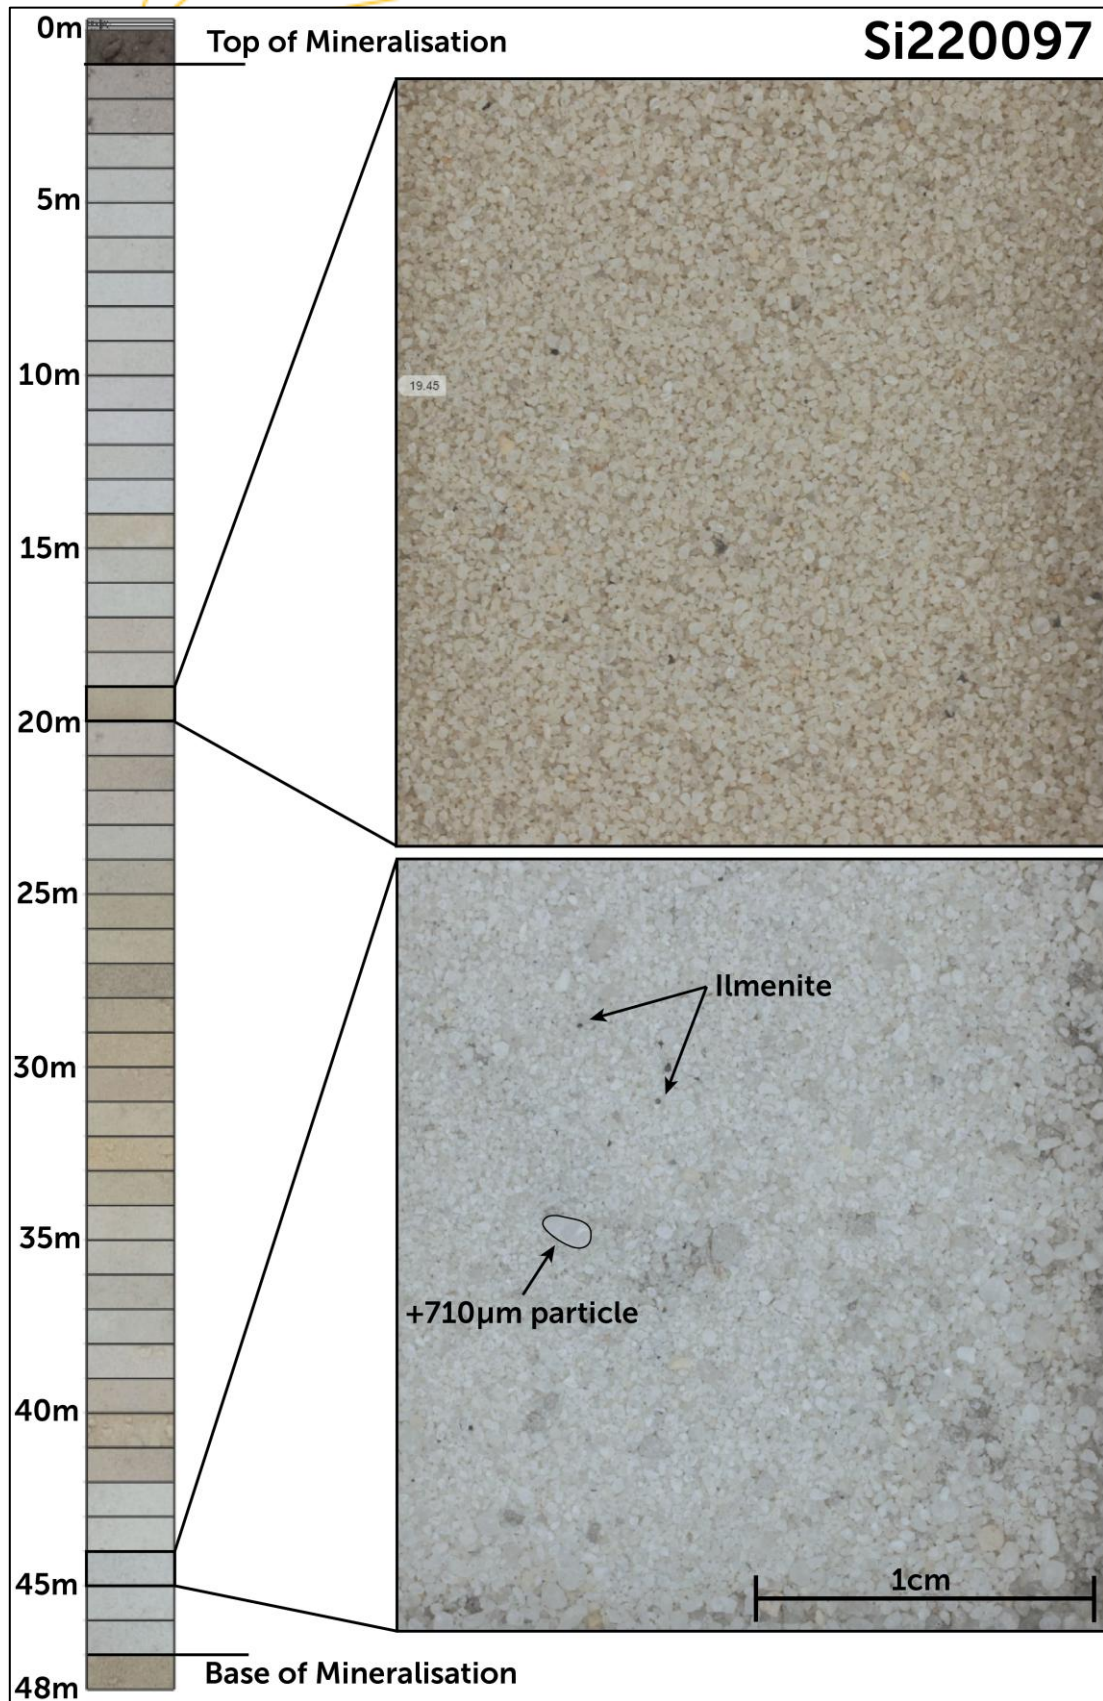 Si220097
0m
Top of Mineralisation
5m
10m
19.45
15m
20m
25m
Ilmenite
30m
35m
+710µm particle
40m
45m
1cm
Base of Mineralisation
48m